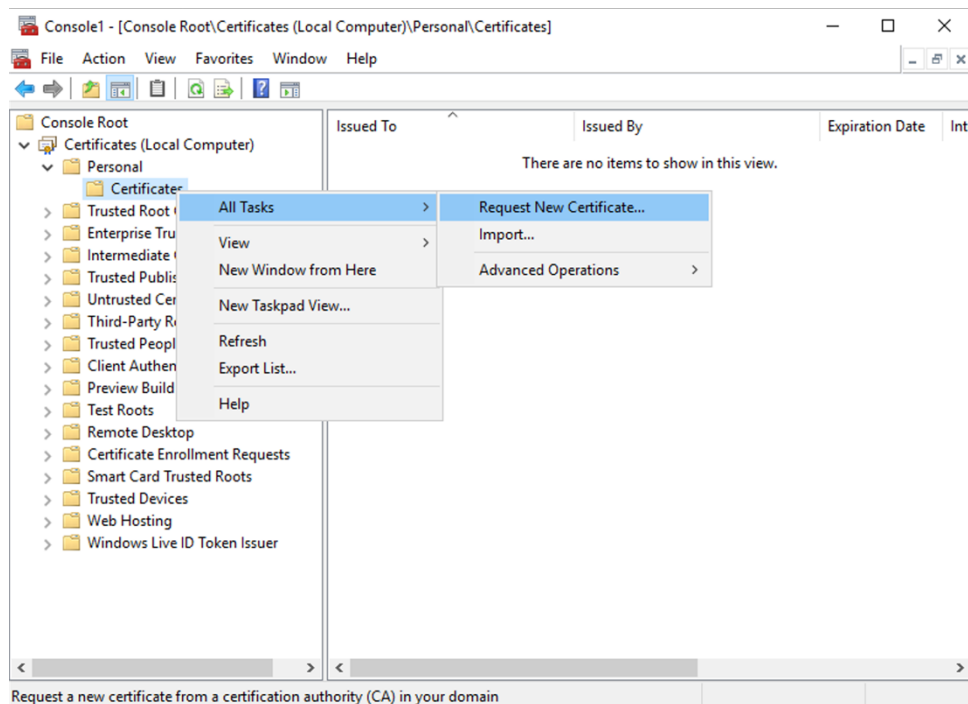 Console1 - [Console Root\Certificates (Local Computer)\Personal\Certificates]
File Action View Favorites Window Help
Console Root
Certificates (Local Computer)
Personal
Certificates
Trusted Root
Enterprise Tru
Intermediate
Trusted Publis
Untrusted Cer
Third-Party R
Trusted Peopl
Client Authen
Preview Build
Test Roots
Remote Desktop
Certificate Enrollment Requests
Smart Card Trusted Roots
Trusted Devices
Web Hosting
Windows Live ID Token Issuer
All Tasks
View
New Window from Here
New Taskpad View...
Refresh
Export List...
Help
Request New Certificate...
Import...
Advanced Operations
Issued To Issued By Expiration Date Int
There are no items to show in this view.
Request a new certificate from a certification authority (CA) in your domain